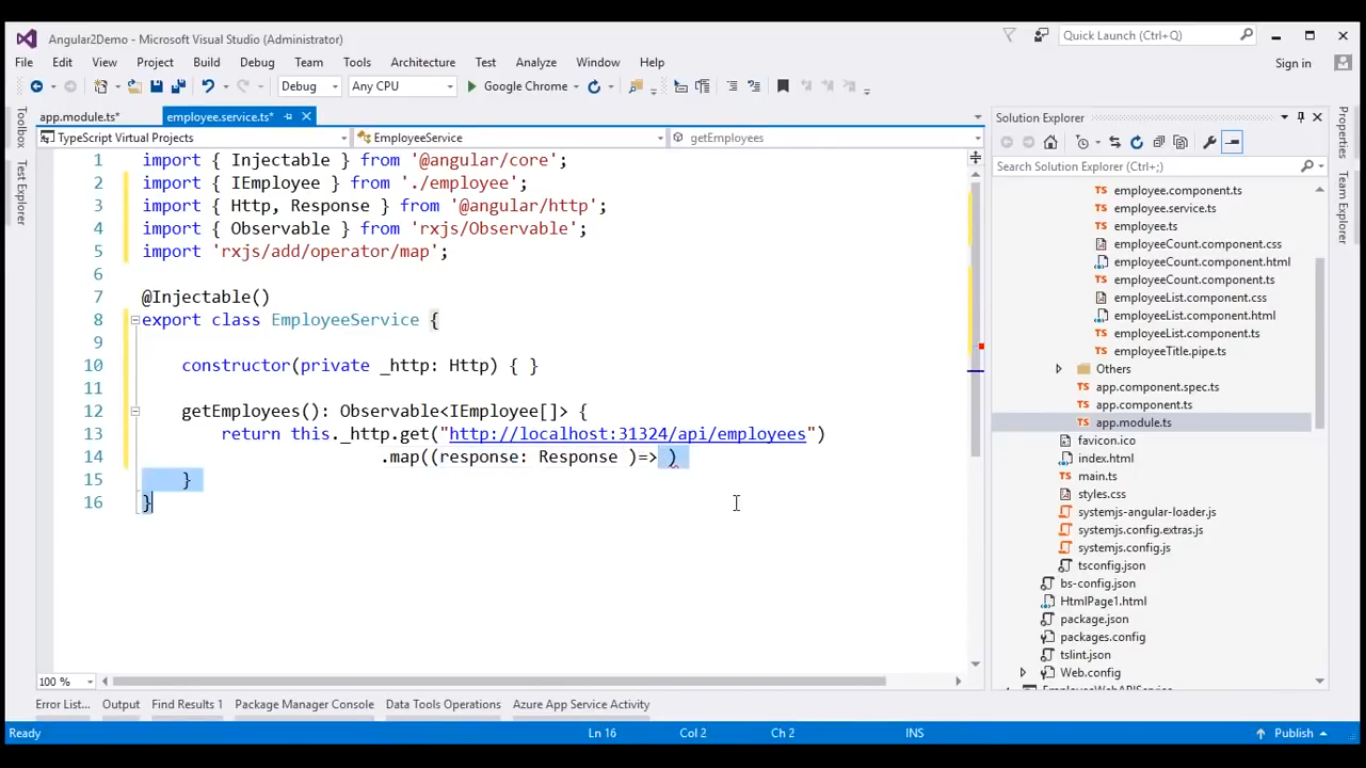 Angular2Demo - Microsoft Visual Studio (Administrator)
Quick Launch (Ctrl+Q)
File Edit View Project Build Debug Team Tools Architecture Test Analyze Window Help
Sign in
Debug Any CPU Google Chrome
Toolbox
Test Explorer
app.module.ts* employee.service.ts*
TypeScript Virtual Projects EmployeeService getEmployees
1 import { Injectable } from '@angular/core';
2 import { IEmployee } from './employee';
3 import { Http, Response } from '@angular/http';
4 import { Observable } from 'rxjs/Observable';
5 import 'rxjs/add/operator/map';
6
7 @Injectable()
8 export class EmployeeService {
9
10 constructor(private _http: Http) { }
11
12 getEmployees(): Observable<IEmployee[]> {
13 return this._http.get("http://localhost:31324/api/employees")
14 .map((response: Response )=> )
15 }
16 }
100 %
Solution Explorer
Search Solution Explorer (Ctrl+;)
TS employee.component.ts
TS employee.service.ts
TS employee.ts
employeeCount.component.css
employeeCount.component.html
TS employeeCount.component.ts
employeeList.component.css
employeeList.component.html
TS employeeList.component.ts
TS employeeTitle.pipe.ts
Others
TS app.component.spec.ts
TS app.component.ts
TS app.module.ts
favicon.ico
index.html
TS main.ts
styles.css
systemjs-angular-loader.js
systemjs.config.extras.js
systemjs.config.js
tsconfig.json
bs-config.json
HtmlPage1.html
package.json
packages.config
tslint.json
Web.config
EmployeeWebAPIService
Properties
Team Explorer
Error List... Output Find Results 1 Package Manager Console Data Tools Operations Azure App Service Activity
Ready Ln 16 Col 2 Ch 2 INS Publish